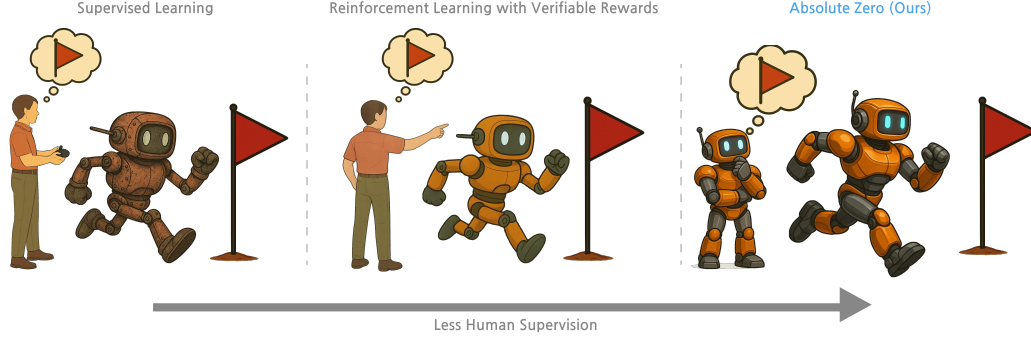 Supervised Learning
Reinforcement Learning with Verifiable Rewards
Absolute Zero (Ours)
Less Human Supervision